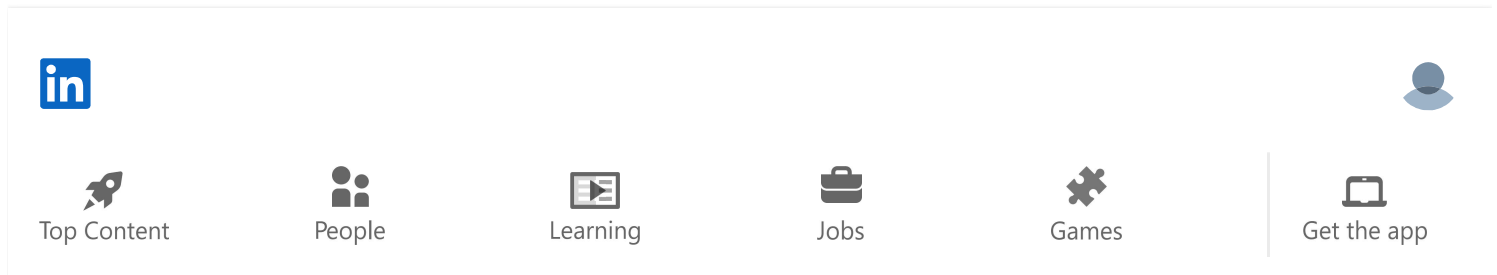 in
Top Content
People
Learning
Jobs
Games
Get the app